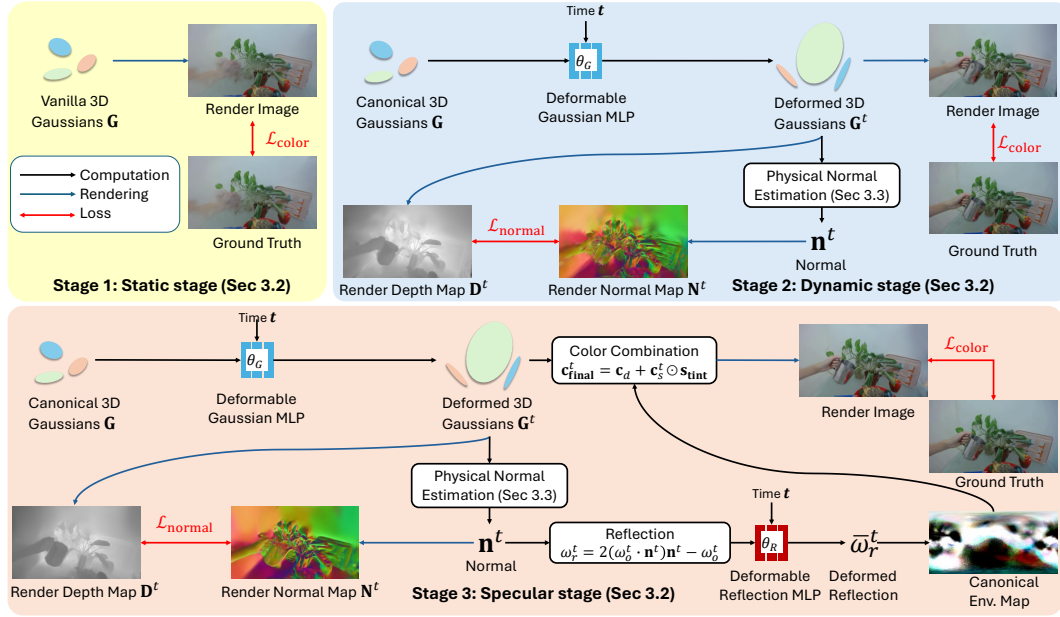 Vanilla 3D
Gaussians G
Render Image
ℒcolor
Computation
Rendering
Loss
Ground Truth
Stage 1: Static stage (Sec 3.2)
Time t
θG
Canonical 3D
Gaussians G
Deformable
Gaussian MLP
Deformed 3D
Gaussians Gᵗ
Render Image
ℒcolor
Physical Normal
Estimation (Sec 3.3)
Ground Truth
ℒnormal
nᵗ
Normal
Render Depth Map Dᵗ
Render Normal Map Nᵗ
Stage 2: Dynamic stage (Sec 3.2)
Time t
θG
Canonical 3D
Gaussians G
Deformable
Gaussian MLP
Deformed 3D
Gaussians Gᵗ
Color Combination
cᵗfinal = cd + cᵗs ⊙ stint
Render Image
ℒcolor
Ground Truth
Physical Normal
Estimation (Sec 3.3)
ℒnormal
nᵗ
Normal
Render Depth Map Dᵗ
Render Normal Map Nᵗ
Reflection
ωᵗr = 2(ωᵗo · nᵗ)nᵗ − ωᵗo
Time t
θR
Deformable
Reflection MLP
ω̅ᵗr
Deformed
Reflection
Canonical
Env. Map
Stage 3: Specular stage (Sec 3.2)